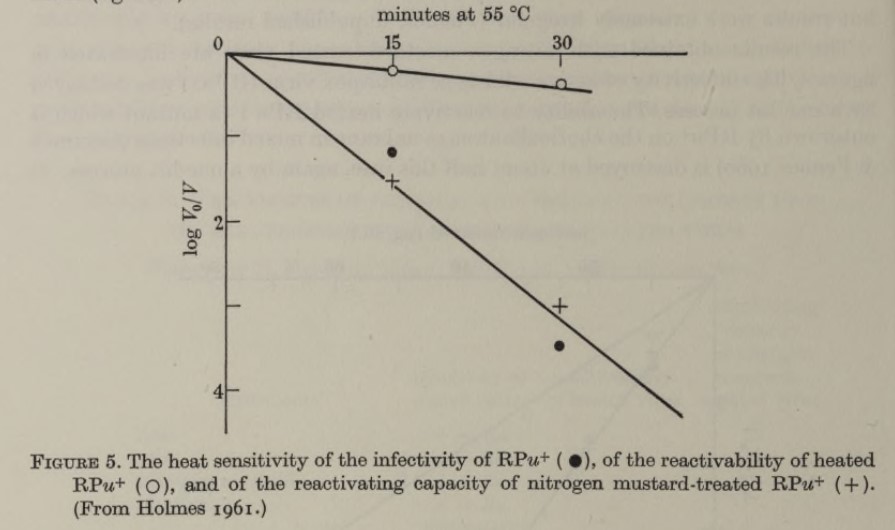 minutes at 55 °C
0 15 30
2
log V₀/V
4
FIGURE 5. The heat sensitivity of the infectivity of RPu⁺ (●), of the reactivability of heated
RPu⁺ (○), and of the reactivating capacity of nitrogen mustard-treated RPu⁺ (+).
(From Holmes 1961.)